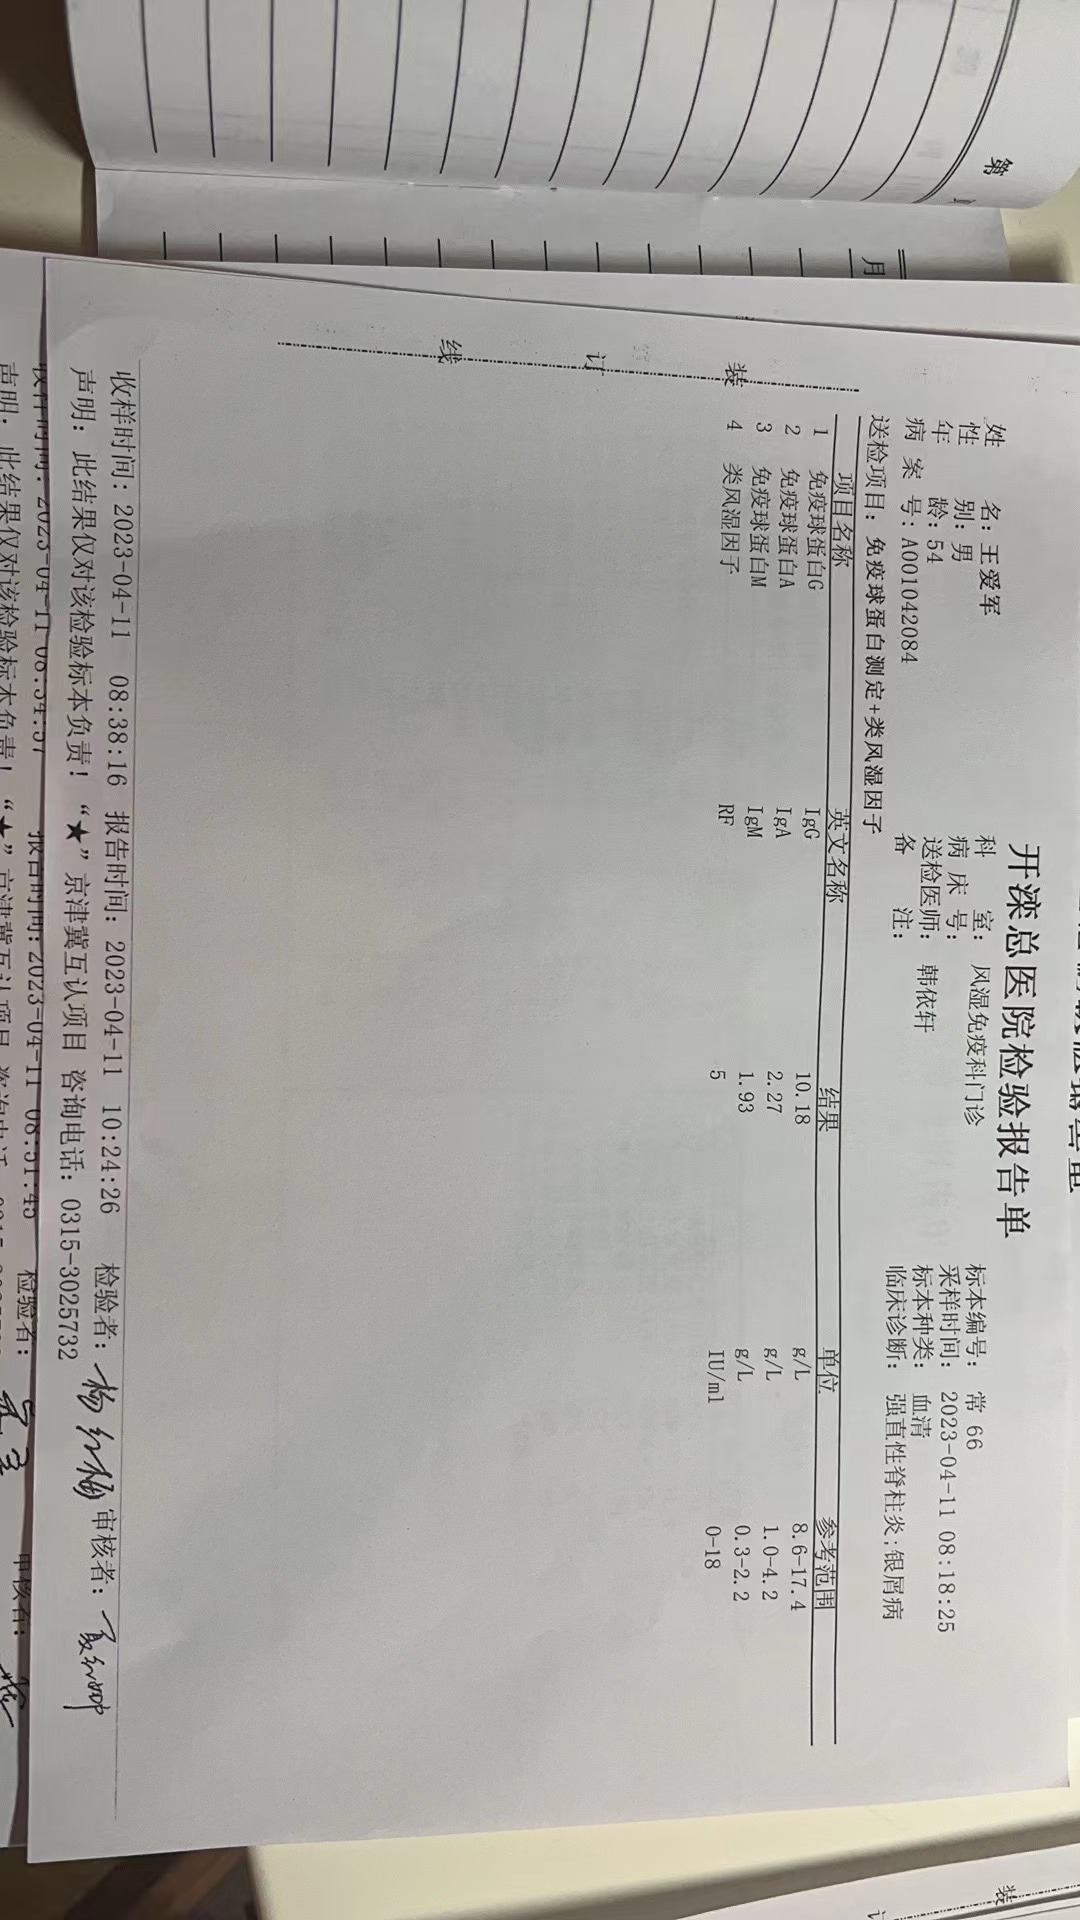 第
月
开滦总医院检验报告单
姓 名：王爱军
科 室： 风湿免疫科门诊
标本编号： 常 66
性 别：男
病 床 号：
采样时间： 2023-04-11 08:18:25
年 龄：54
送检医师： 韩依轩
标本种类： 血清
病 案 号：A001042084
备 注：
临床诊断： 强直性脊柱炎;银屑病
送检项目：免疫球蛋白测定+类风湿因子
项目名称 英文名称 结果 单位 参考范围
1 免疫球蛋白G IgG 10.18 g/L 8.6-17.4
2 免疫球蛋白A IgA 2.27 g/L 1.0-4.2
3 免疫球蛋白M IgM 1.93 g/L 0.3-2.2
4 类风湿因子 RF 5 IU/ml 0-18
装
订
线
收样时间：2023-04-11 08:38:16 报告时间：2023-04-11 10:24:26 检验者：杨红梅 审核者：
声明：此结果仅对该检验标本负责！“★”京津冀互认项目 咨询电话：0315-3025732
收样时间：2023-04-11 08:34:57 报告时间：2023-04-11 08:51:45 检验者： 审核者：
声明：此结果仅对该检验标本负责！“★”京津冀互认项目 咨询电话
装
订